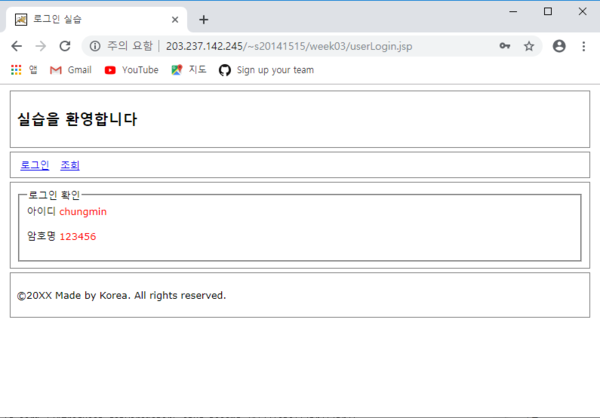 로그인 실습
주의 요함 | 203.237.142.245/~s20141515/week03/userLogin.jsp
앱 Gmail YouTube 지도 Sign up your team
실습을 환영합니다
로그인 조회
로그인 확인
아이디 chungmin
암호명 123456
©20XX Made by Korea. All rights reserved.